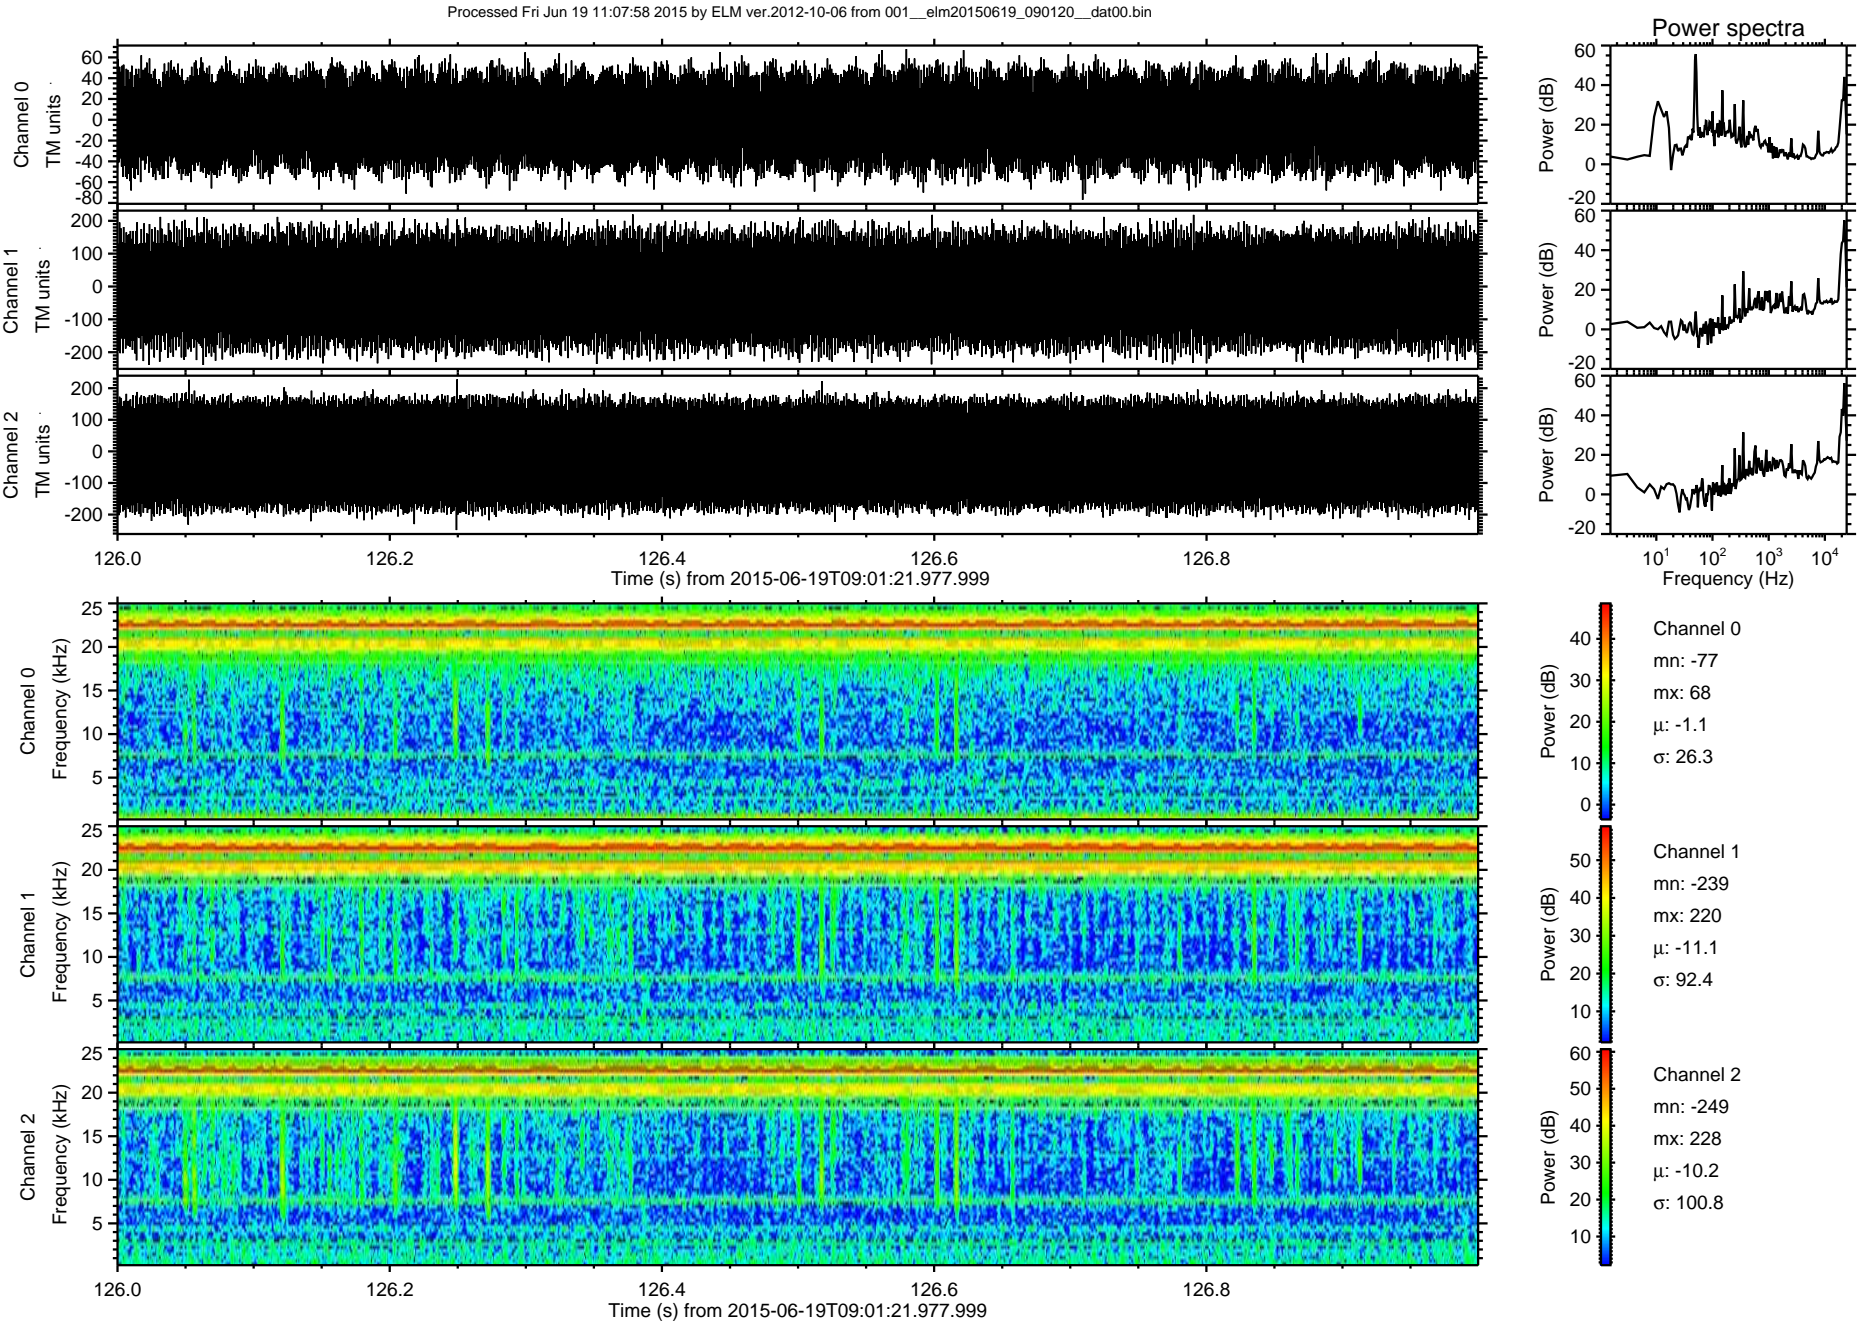 Processed Fri Jun 19 11:07:58 2015 by ELM ver.2012-10-06 from 001__elm20150619_090120__dat00.bin
Power spectra
Channel 0
TM units
60
40
20
0
-20
-40
-60
-80
Power (dB)
60
40
20
0
-20
Channel 1
TM units
200
100
0
-100
-200
Power (dB)
60
40
20
0
-20
Channel 2
TM units
200
100
0
-100
-200
Power (dB)
60
40
20
0
-20
126.0 126.2 126.4 126.6 126.8
Time (s) from 2015-06-19T09:01:21.977.999
10^1 10^2 10^3 10^4
Frequency (Hz)
Channel 0
Frequency (kHz)
25
20
15
10
5
Power (dB)
40
30
20
10
0
Channel 0
mn: -77
mx: 68
μ: -1.1
σ: 26.3
Channel 1
Frequency (kHz)
25
20
15
10
5
Power (dB)
50
40
30
20
10
Channel 1
mn: -239
mx: 220
μ: -11.1
σ: 92.4
Channel 2
Frequency (kHz)
25
20
15
10
5
Power (dB)
60
50
40
30
20
10
Channel 2
mn: -249
mx: 228
μ: -10.2
σ: 100.8
126.0 126.2 126.4 126.6 126.8
Time (s) from 2015-06-19T09:01:21.977.999